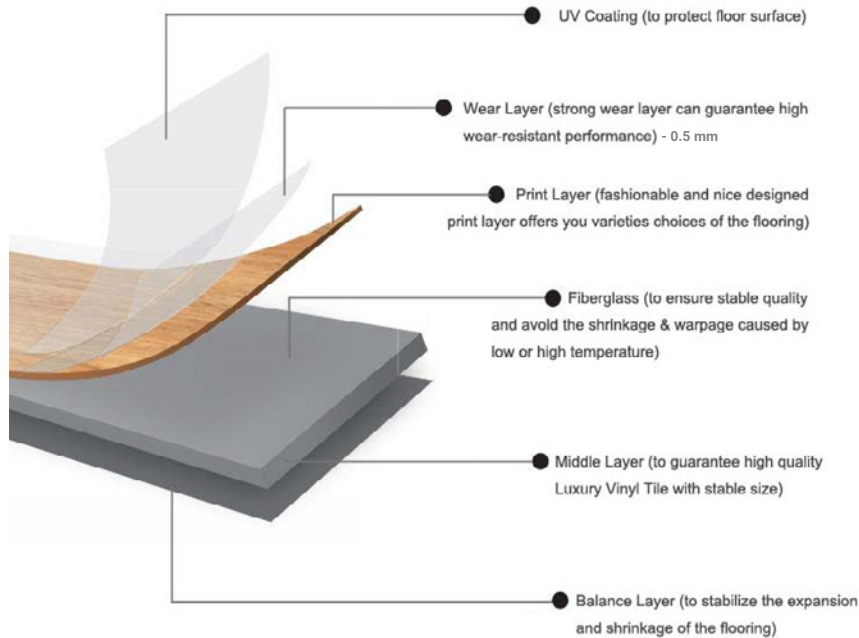 UV Coating (to protect floor surface)
Wear Layer (strong wear layer can guarantee high
wear-resistant performance) - 0.5 mm
Print Layer (fashionable and nice designed
print layer offers you varieties choices of the flooring)
Fiberglass (to ensure stable quality
and avoid the shrinkage & warpage caused by
low or high temperature)
Middle Layer (to guarantee high quality
Luxury Vinyl Tile with stable size)
Balance Layer (to stabilize the expansion
and shrinkage of the flooring)